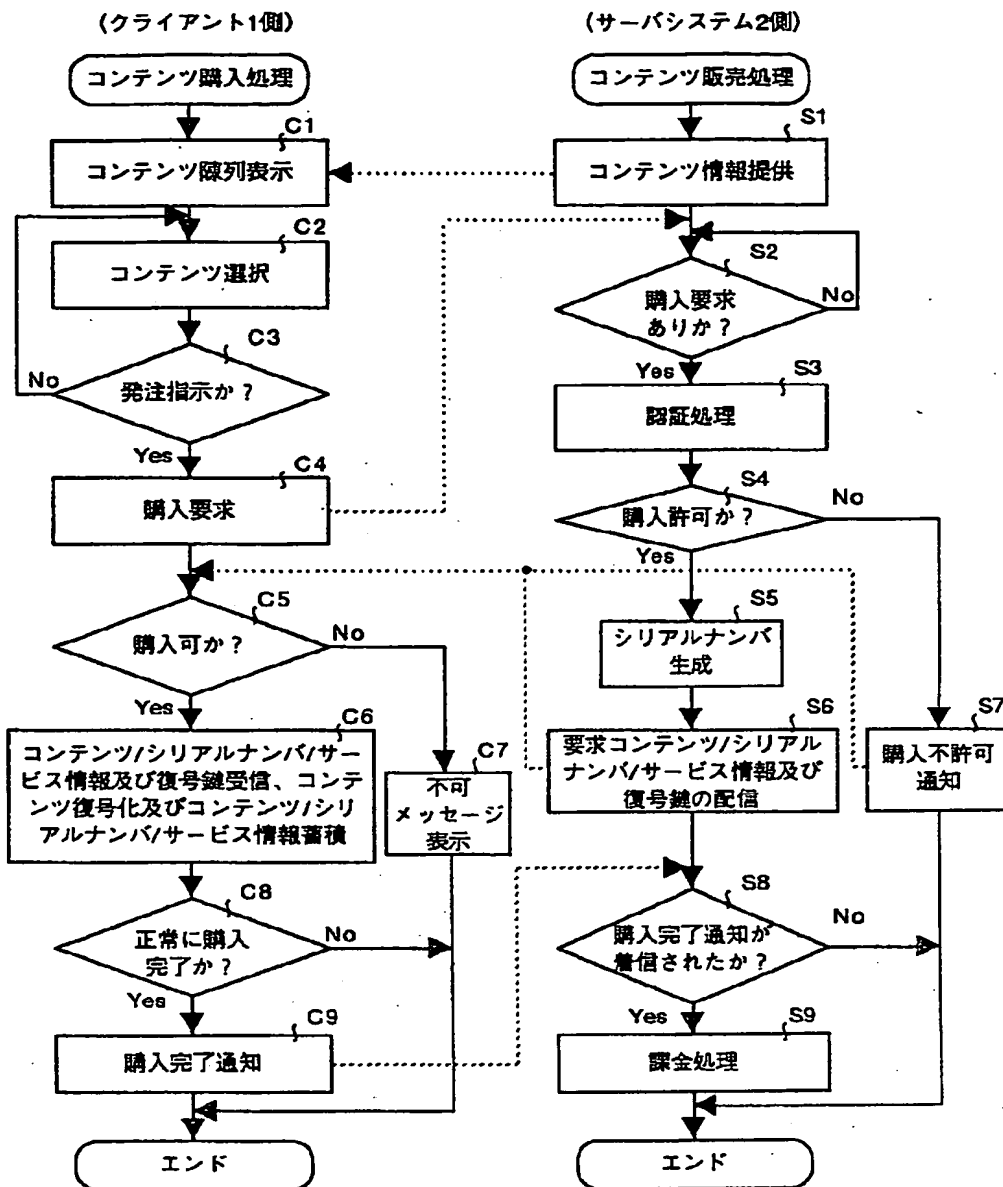 (クライアント1側)
コンテンツ購入処理
C1
コンテンツ陳列表示
C2
コンテンツ選択
C3
発注指示か?
No
Yes
C4
購入要求
C5
購入可か?
No
Yes
C6
コンテンツ/シリアルナンバ/サー
ビス情報及び復号鍵受信、コンテ
ンツ復号化及びコンテンツ/シリ
アルナンバ/サービス情報蓄積
C7
不可
メッセージ
表示
C8
正常に購入
完了か?
No
Yes
C9
購入完了通知
エンド
(サーバシステム2側)
コンテンツ販売処理
S1
コンテンツ情報提供
S2
購入要求
ありか?
No
Yes
S3
認証処理
S4
購入許可か?
No
Yes
S5
シリアルナンバ
生成
S6
要求コンテンツ/シリアル
ナンバ/サービス情報及び
復号鍵の配信
S7
購入不許可
通知
S8
購入完了通知が
着信されたか?
No
Yes
S9
課金処理
エンド